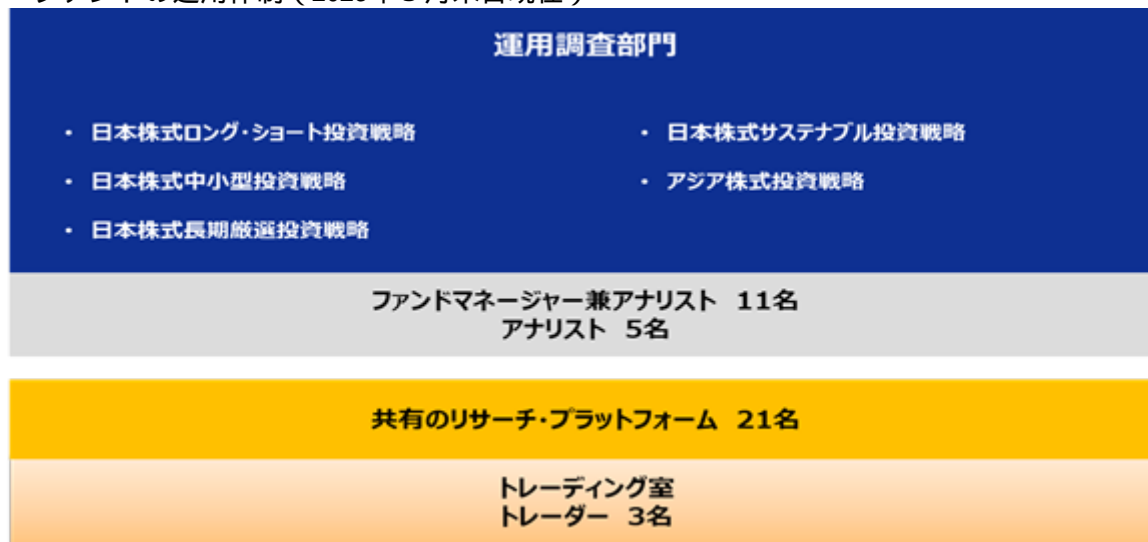 運用調査部門
・ 日本株式ロング・ショート投資戦略
・ 日本株式サステナブル投資戦略
・ 日本株式中小型投資戦略
・ アジア株式投資戦略
・ 日本株式長期厳選投資戦略
ファンドマネージャー兼アナリスト 11名
アナリスト 5名
共有のリサーチ・プラットフォーム 21名
トレーディング室
トレーダー 3名